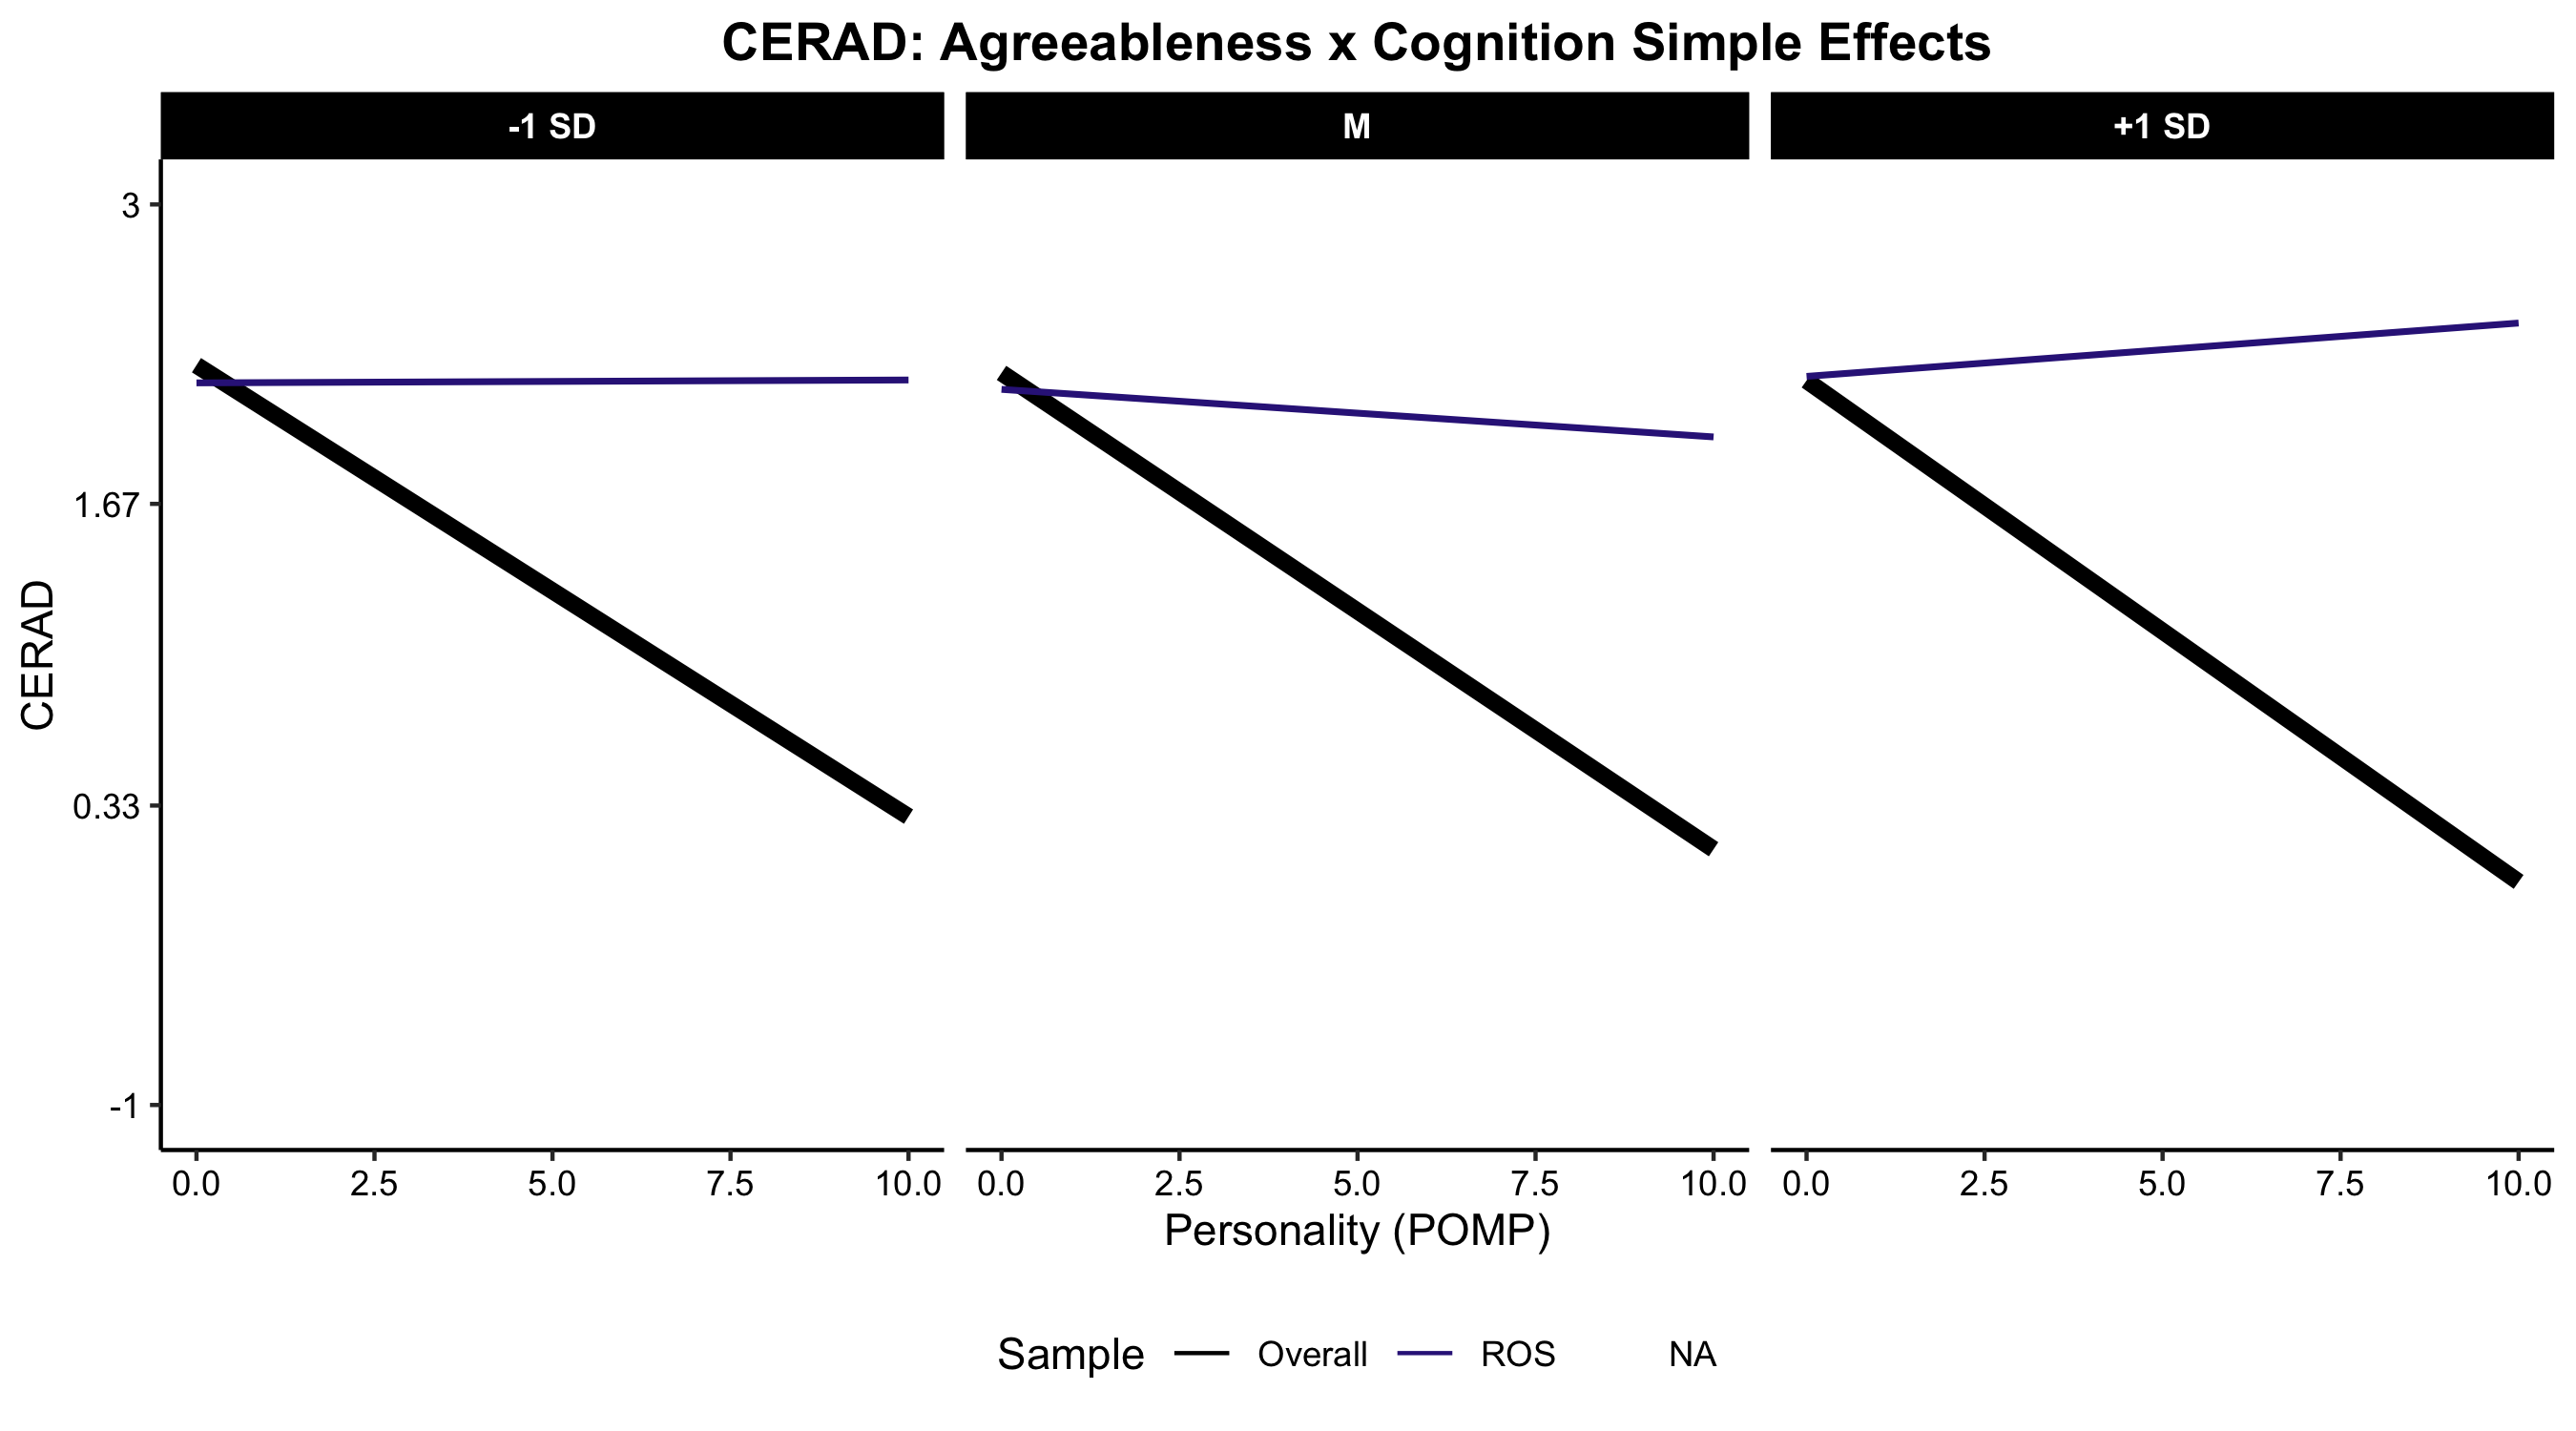 CERAD: Agreeableness x Cognition Simple Effects
-1 SD M +1 SD
3
1.67
0.33
-1
CERAD
0.0 2.5 5.0 7.5 10.0 0.0 2.5 5.0 7.5 10.0 0.0 2.5 5.0 7.5 10.0
Personality (POMP)
Sample Overall ROS NA